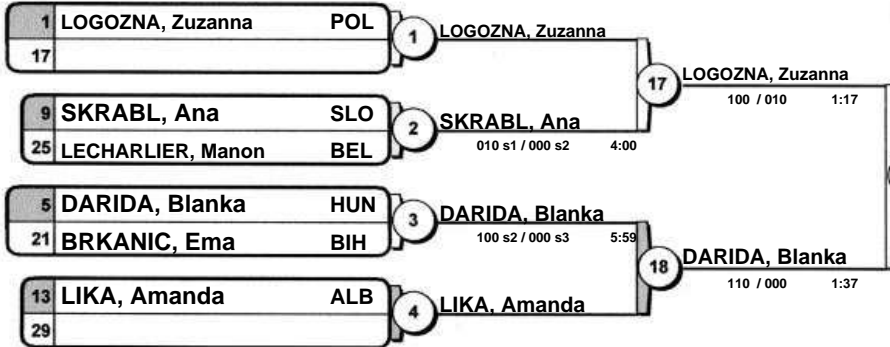 1 LOGOZNA, Zuzanna POL
17
1
LOGOZNA, Zuzanna
9 SKRABL, Ana SLO
25 LECHARLIER, Manon BEL
2
SKRABL, Ana
010 s1 / 000 s2 4:00
17
LOGOZNA, Zuzanna
100 / 010 1:17
5 DARIDA, Blanka HUN
21 BRKANIC, Ema BIH
3
DARIDA, Blanka
100 s2 / 000 s3 5:59
13 LIKA, Amanda ALB
29
4
LIKA, Amanda
18
DARIDA, Blanka
110 / 000 1:37